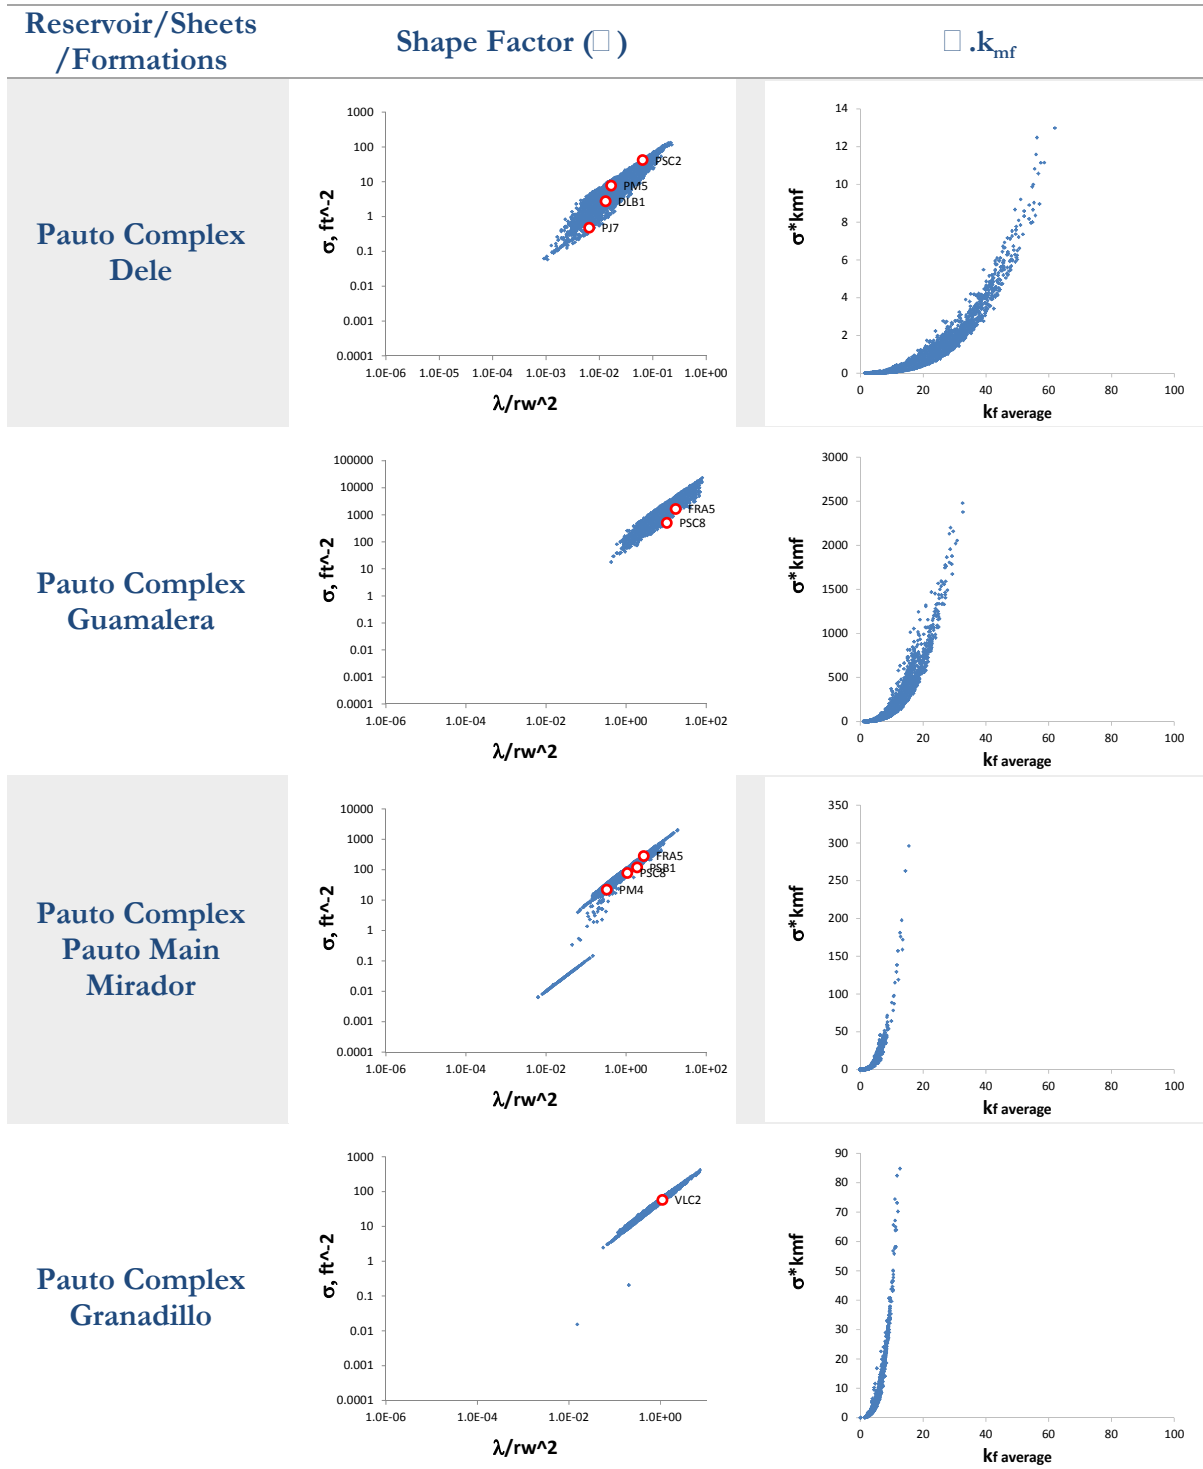 Reservoir/Sheets
/Formations
Shape Factor (□)
□ .kmf
Pauto Complex
Dele
1000
100
10
1
0.1
0.01
0.001
0.0001
σ, ft^-2
PSC2
PM5
DLB1
PJ7
1.0E-06 1.0E-05 1.0E-04 1.0E-03 1.0E-02 1.0E-01 1.0E+00
λ/rw^2
14
12
10
8
6
4
2
0
σ*kmf
0 20 40 60 80 100
kf average
Pauto Complex
Guamalera
100000
10000
1000
100
10
1
0.1
0.01
0.001
0.0001
σ, ft^-2
FRA5
PSC8
1.0E-06 1.0E-04 1.0E-02 1.0E+00 1.0E+02
λ/rw^2
3000
2500
2000
1500
1000
500
0
σ*kmf
0 20 40 60 80 100
kf average
Pauto Complex
Pauto Main
Mirador
10000
1000
100
10
1
0.1
0.01
0.001
0.0001
σ, ft^-2
FRA5
PSB1
PSC8
PM4
1.0E-06 1.0E-04 1.0E-02 1.0E+00 1.0E+02
λ/rw^2
350
300
250
200
150
100
50
0
σ*kmf
0 20 40 60 80 100
kf average
Pauto Complex
Granadillo
1000
100
10
1
0.1
0.01
0.001
0.0001
σ, ft^-2
VLC2
1.0E-06 1.0E-04 1.0E-02 1.0E+00
λ/rw^2
90
80
70
60
50
40
30
20
10
0
σ*kmf
0 20 40 60 80 100
kf average